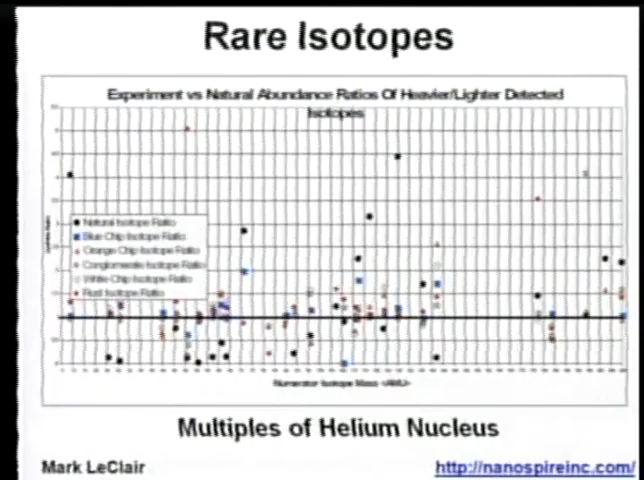 Rare Isotopes
Experiment vs Natural Abundance Ratios Of Heavier/Lighter Detected
Isotopes
Natural Isotope Ratio
Blue Chip Isotope Ratio
Orange Chip Isotope Ratio
Conglomerate Isotope Ratio
White Chip Isotope Ratio
Rust Isotope Ratio
Numerator Isotope Mass <AMU>
Multiples of Helium Nucleus
Mark LeClair
http://nanospireinc.com/